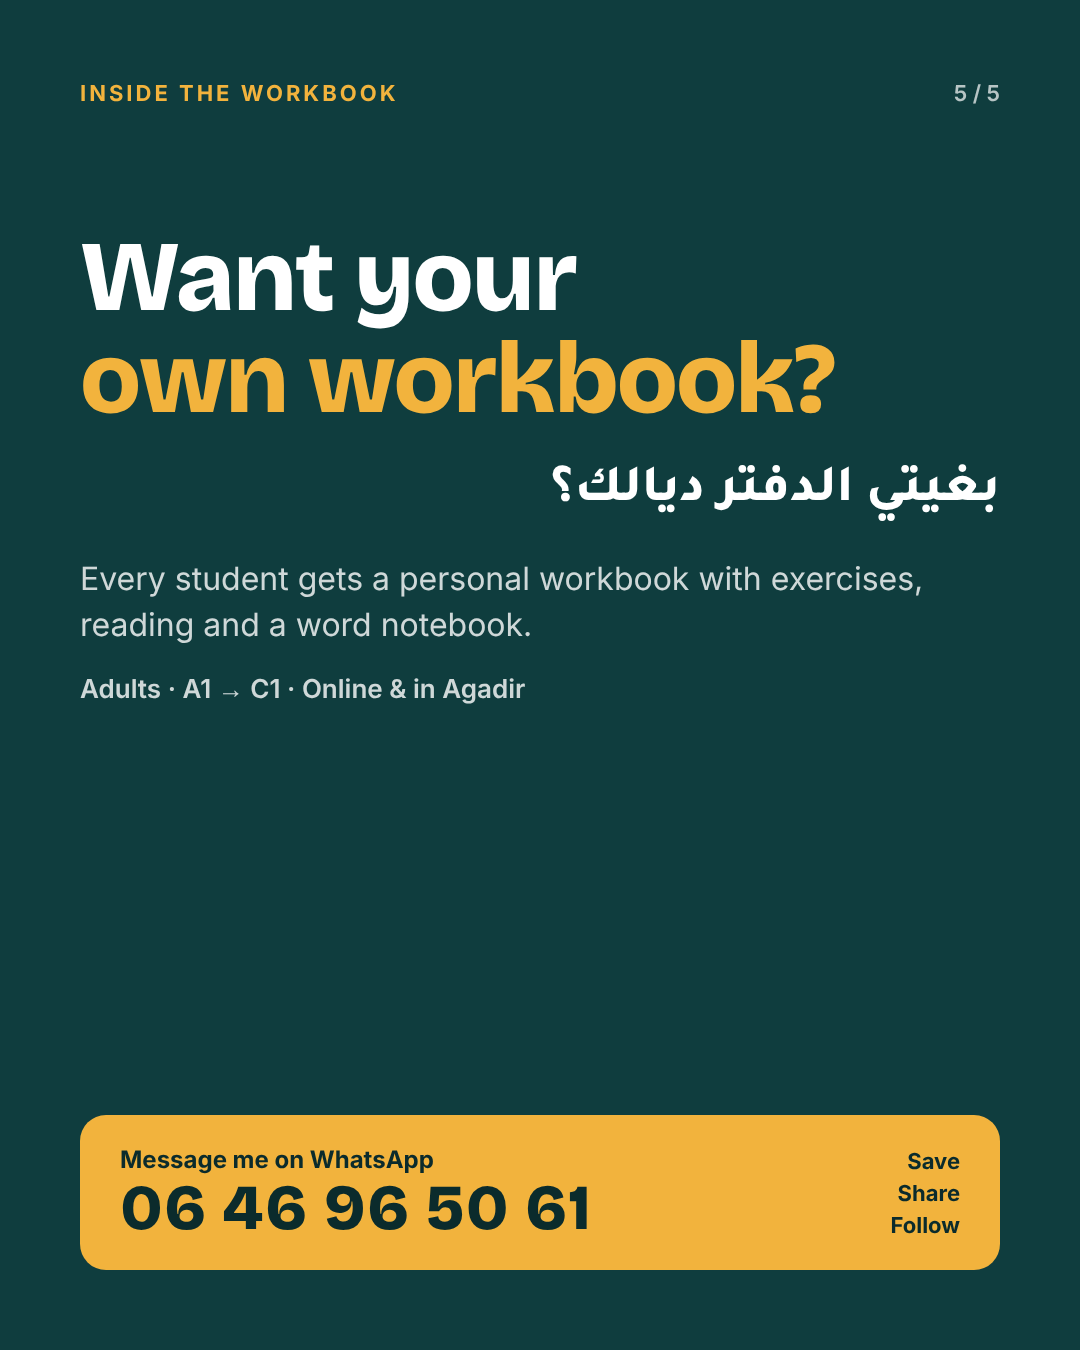 INSIDE THE WORKBOOK
5 / 5
Want your
own workbook?
بغيتي الدفتر ديالك؟
Every student gets a personal workbook with exercises,
reading and a word notebook.
Adults · A1 → C1 · Online & in Agadir
Message me on WhatsApp
06 46 96 50 61
Save
Share
Follow